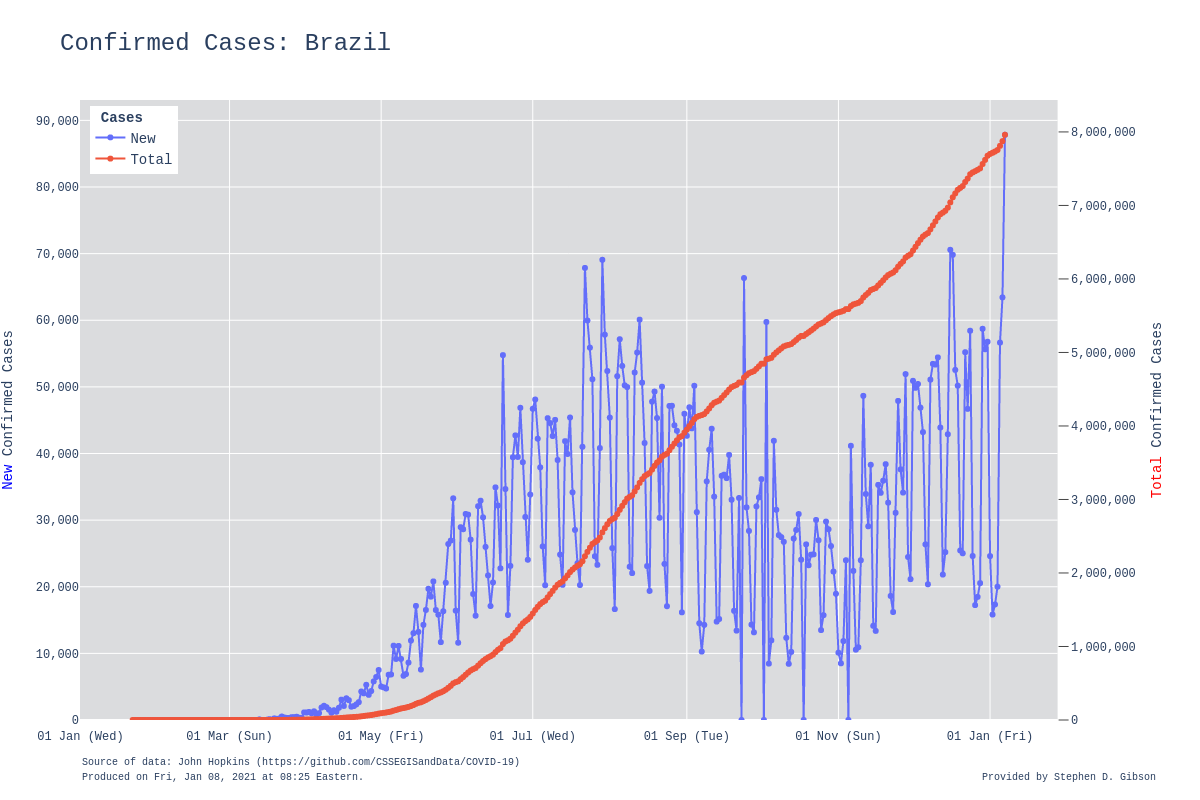 Confirmed Cases: Brazil
Cases
New
Total
90,000
80,000
70,000
60,000
50,000
40,000
30,000
20,000
10,000
0
New Confirmed Cases
8,000,000
7,000,000
6,000,000
5,000,000
4,000,000
3,000,000
2,000,000
1,000,000
0
Total Confirmed Cases
01 Jan (Wed) 01 Mar (Sun) 01 May (Fri) 01 Jul (Wed) 01 Sep (Tue) 01 Nov (Sun) 01 Jan (Fri)
Source of data: John Hopkins (https://github.com/CSSEGISandData/COVID-19)
Produced on Fri, Jan 08, 2021 at 08:25 Eastern.
Provided by Stephen D. Gibson